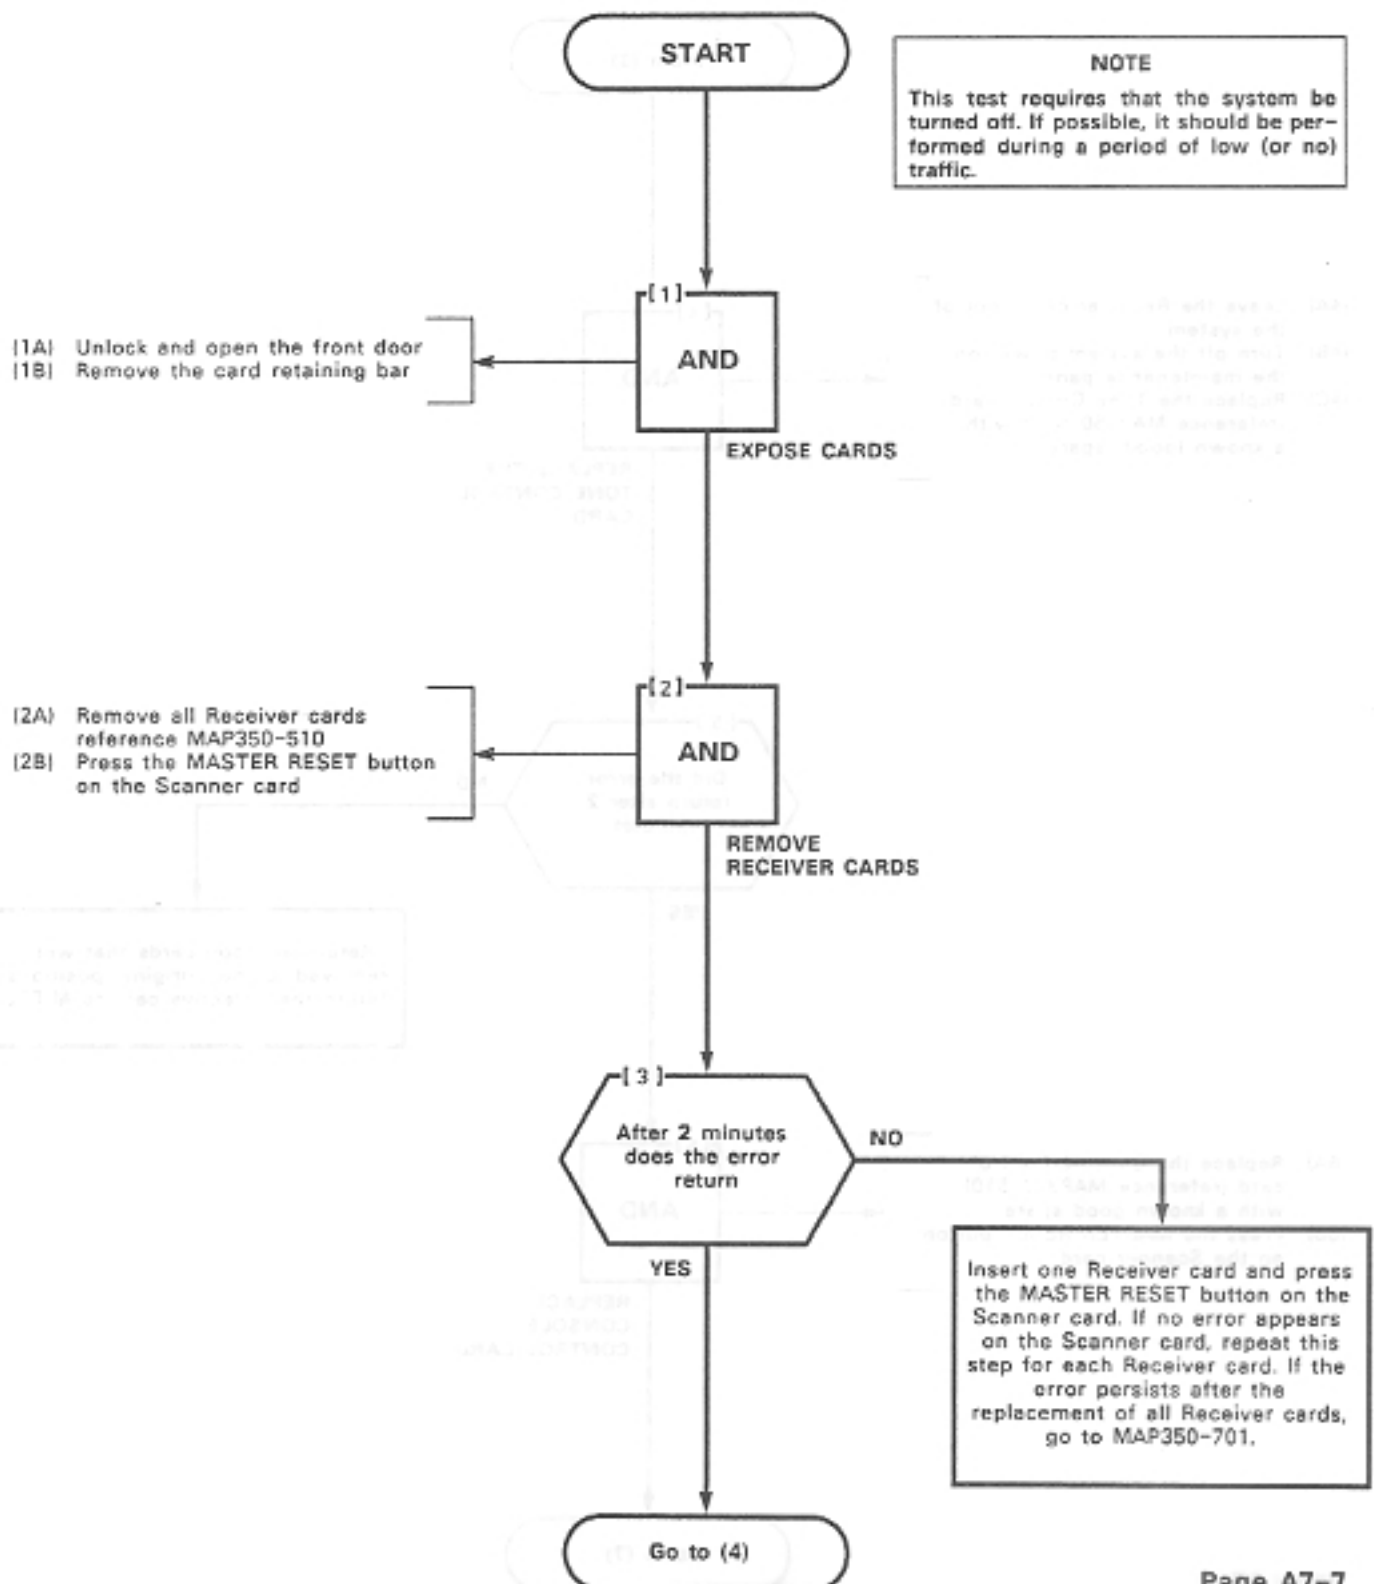 START
NOTE
This test requires that the system be
turned off. If possible, it should be per-
formed during a period of low (or no)
traffic.
[1]
AND
(1A) Unlock and open the front door
(1B) Remove the card retaining bar
EXPOSE CARDS
[2]
AND
(2A) Remove all Receiver cards
reference MAP350-510
(2B) Press the MASTER RESET button
on the Scanner card
REMOVE
RECEIVER CARDS
[3]
After 2 minutes
does the error
return
NO
YES
Insert one Receiver card and press
the MASTER RESET button on the
Scanner card. If no error appears
on the Scanner card, repeat this
step for each Receiver card. If the
error persists after the
replacement of all Receiver cards,
go to MAP350-701.
Go to (4)
Page A7-7